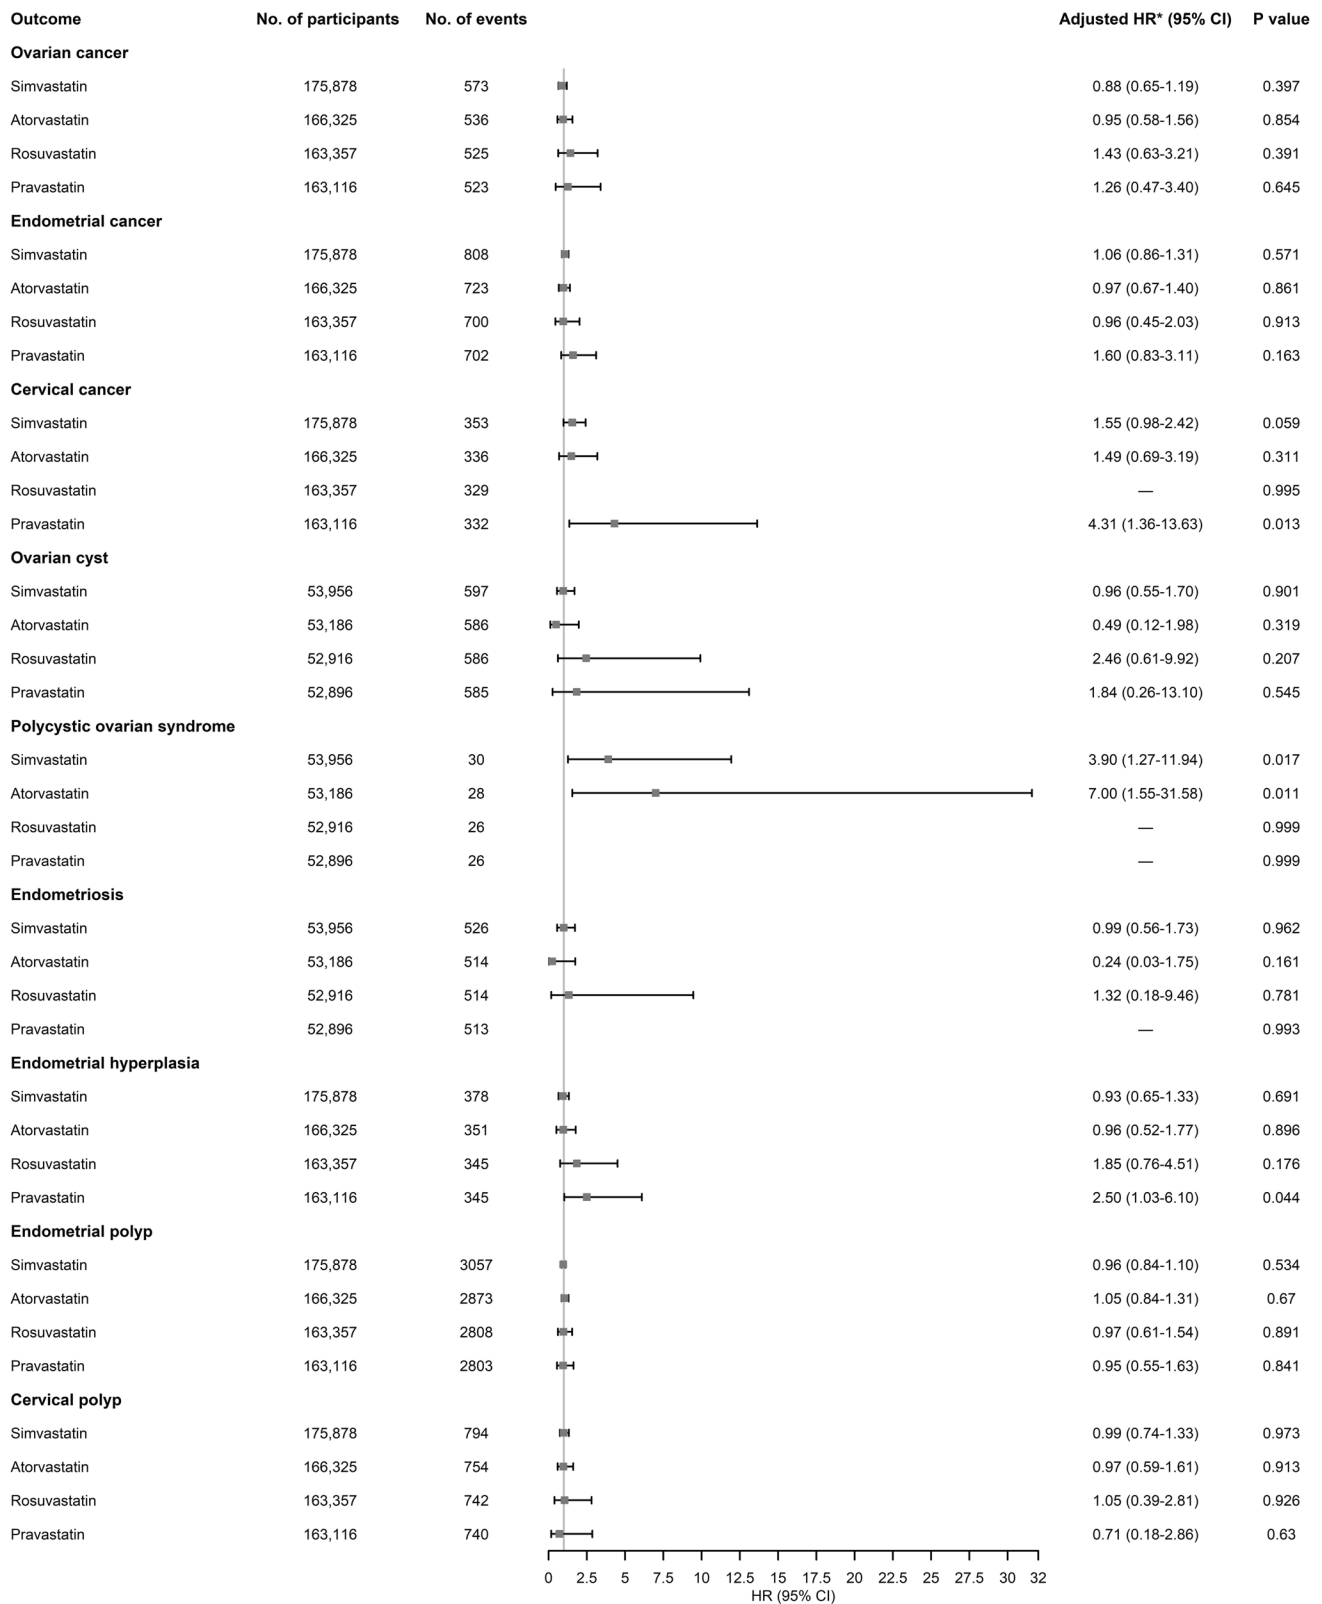 Outcome No. of participants No. of events Adjusted HR* (95% CI) P value
Ovarian cancer
Simvastatin 175,878 573 0.88 (0.65-1.19) 0.397
Atorvastatin 166,325 536 0.95 (0.58-1.56) 0.854
Rosuvastatin 163,357 525 1.43 (0.63-3.21) 0.391
Pravastatin 163,116 523 1.26 (0.47-3.40) 0.645
Endometrial cancer
Simvastatin 175,878 808 1.06 (0.86-1.31) 0.571
Atorvastatin 166,325 723 0.97 (0.67-1.40) 0.861
Rosuvastatin 163,357 700 0.96 (0.45-2.03) 0.913
Pravastatin 163,116 702 1.60 (0.83-3.11) 0.163
Cervical cancer
Simvastatin 175,878 353 1.55 (0.98-2.42) 0.059
Atorvastatin 166,325 336 1.49 (0.69-3.19) 0.311
Rosuvastatin 163,357 329 — 0.995
Pravastatin 163,116 332 4.31 (1.36-13.63) 0.013
Ovarian cyst
Simvastatin 53,956 597 0.96 (0.55-1.70) 0.901
Atorvastatin 53,186 586 0.49 (0.12-1.98) 0.319
Rosuvastatin 52,916 586 2.46 (0.61-9.92) 0.207
Pravastatin 52,896 585 1.84 (0.26-13.10) 0.545
Polycystic ovarian syndrome
Simvastatin 53,956 30 3.90 (1.27-11.94) 0.017
Atorvastatin 53,186 28 7.00 (1.55-31.58) 0.011
Rosuvastatin 52,916 26 — 0.999
Pravastatin 52,896 26 — 0.999
Endometriosis
Simvastatin 53,956 526 0.99 (0.56-1.73) 0.962
Atorvastatin 53,186 514 0.24 (0.03-1.75) 0.161
Rosuvastatin 52,916 514 1.32 (0.18-9.46) 0.781
Pravastatin 52,896 513 — 0.993
Endometrial hyperplasia
Simvastatin 175,878 378 0.93 (0.65-1.33) 0.691
Atorvastatin 166,325 351 0.96 (0.52-1.77) 0.896
Rosuvastatin 163,357 345 1.85 (0.76-4.51) 0.176
Pravastatin 163,116 345 2.50 (1.03-6.10) 0.044
Endometrial polyp
Simvastatin 175,878 3057 0.96 (0.84-1.10) 0.534
Atorvastatin 166,325 2873 1.05 (0.84-1.31) 0.67
Rosuvastatin 163,357 2808 0.97 (0.61-1.54) 0.891
Pravastatin 163,116 2803 0.95 (0.55-1.63) 0.841
Cervical polyp
Simvastatin 175,878 794 0.99 (0.74-1.33) 0.973
Atorvastatin 166,325 754 0.97 (0.59-1.61) 0.913
Rosuvastatin 163,357 742 1.05 (0.39-2.81) 0.926
Pravastatin 163,116 740 0.71 (0.18-2.86) 0.63
0 2.5 5 7.5 10 12.5 15 17.5 20 22.5 25 27.5 30 32
HR (95% CI)